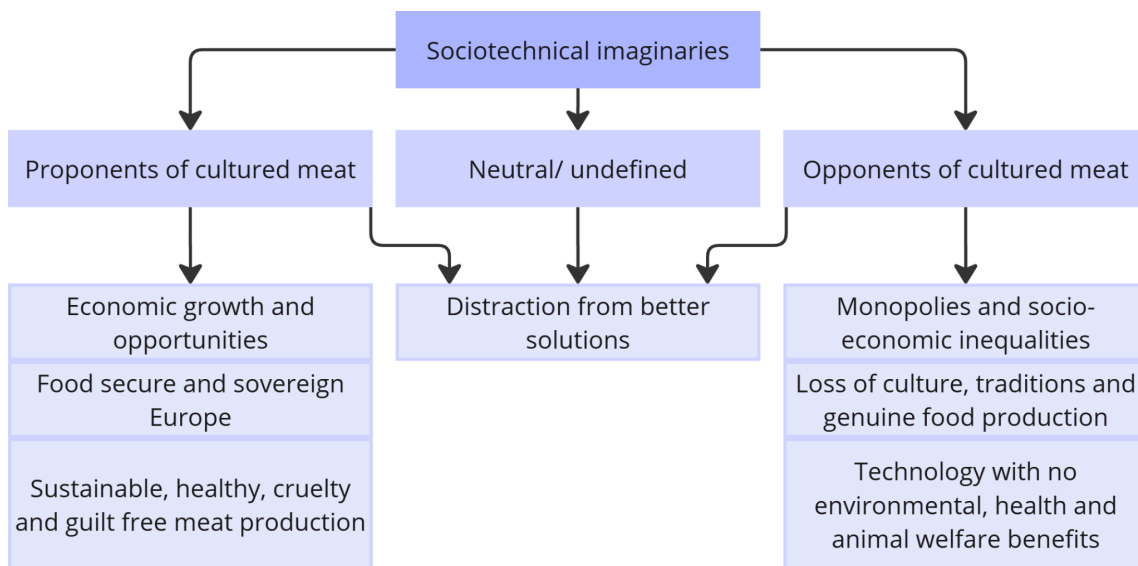 Sociotechnical imaginaries
Proponents of cultured meat
Neutral/ undefined
Opponents of cultured meat
Economic growth and
opportunities
Food secure and sovereign
Europe
Sustainable, healthy, cruelty
and guilt free meat production
Distraction from better
solutions
Monopolies and socio-
economic inequalities
Loss of culture, traditions and
genuine food production
Technology with no
environmental, health and
animal welfare benefits